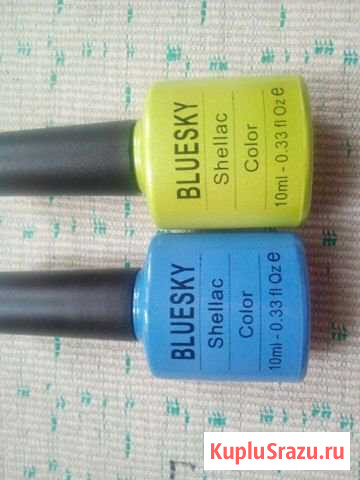 BLUESKY
Shellac
Color
10ml - 0.33 fl Oz e
BLUESKY
Shellac
Color
10ml - 0.33 fl Oz e
KupluSrazu.ru